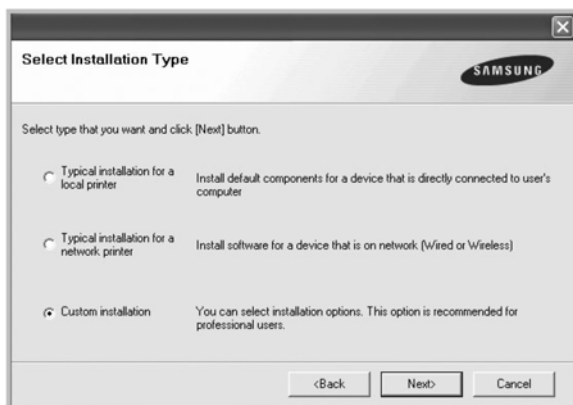 Select Installation Type
SAMSUNG
Select type that you want and click [Next] button.
Typical installation for a
local printer
Install default components for a device that is directly connected to user's
computer
Typical installation for a
network printer
Install software for a device that is on network (Wired or Wireless)
Custom installation
You can select installation options. This option is recommended for
professional users.
<Back
Next>
Cancel